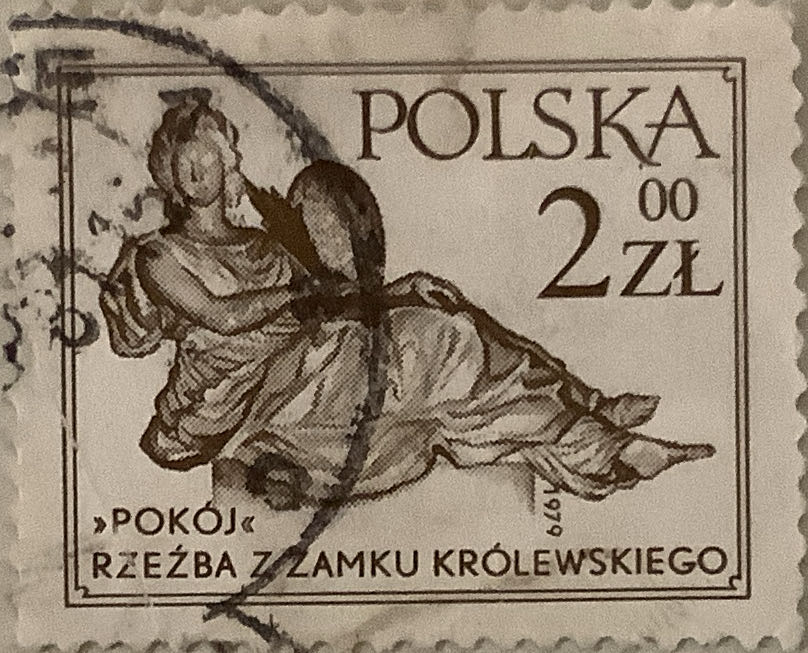 POLSKA
2 00 ZŁ
»POKÓJ«
1979
RZEŹBA Z ZAMKU KRÓLEWSKIEGO